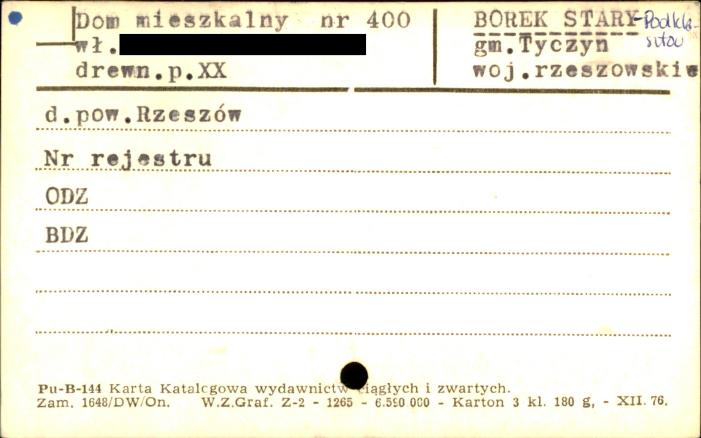 Dom mieszkalny nr 400
wł.
drewn.p.XX
BOREK STARY-Podkla
sztow
gm.Tyczyn
woj.rzeszowskie
d.pow.Rzeszów
Nr rejestru
ODZ
BDZ
Pu-B-144 Karta Katalogowa wydawnictw ciągłych i zwartych.
Zam. 1648/DW/On. W.Z.Graf. Z-2 - 1265 - 6.590 000 - Karton 3 kl. 180 g, - XII. 76.